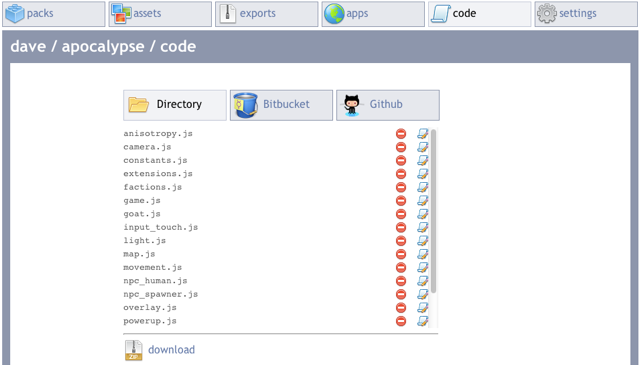 packs assets exports apps code settings
dave / apocalypse / code
Directory Bitbucket Github
anisotropy.js
camera.js
constants.js
extensions.js
factions.js
game.js
goat.js
input_touch.js
light.js
map.js
movement.js
npc_human.js
npc_spawner.js
overlay.js
powerup.js
ZIP download